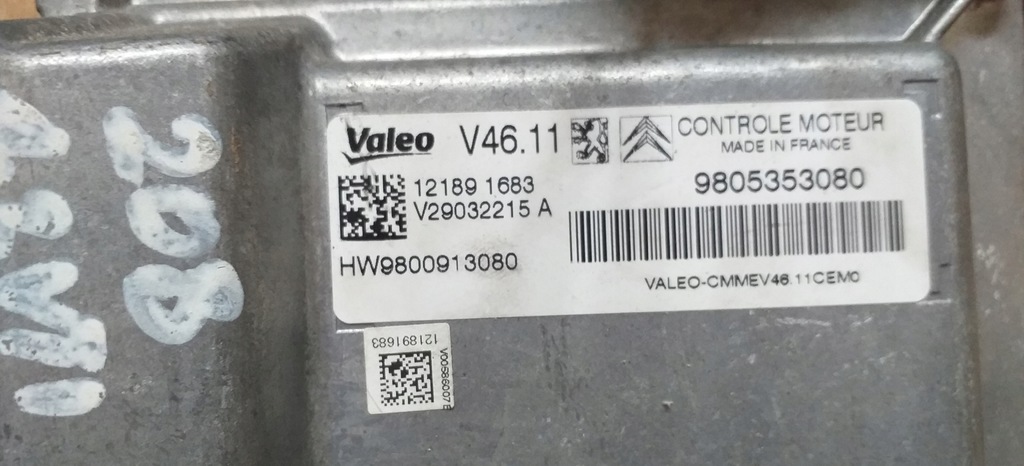 Valeo V46.11
CONTROLE MOTEUR
MADE IN FRANCE
12189 1683
V29032215 A
9805353080
HW9800913080
VALEO-CMMEV46.11CEM0
121891683
208